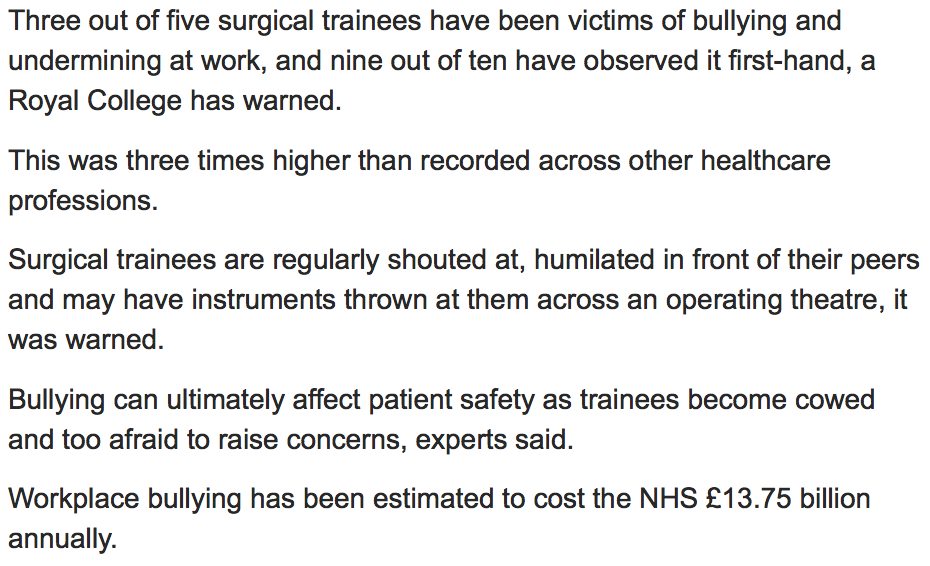 Three out of five surgical trainees have been victims of bullying and
undermining at work, and nine out of ten have observed it first-hand, a
Royal College has warned.
This was three times higher than recorded across other healthcare
professions.
Surgical trainees are regularly shouted at, humilated in front of their peers
and may have instruments thrown at them across an operating theatre, it
was warned.
Bullying can ultimately affect patient safety as trainees become cowed
and too afraid to raise concerns, experts said.
Workplace bullying has been estimated to cost the NHS £13.75 billion
annually.